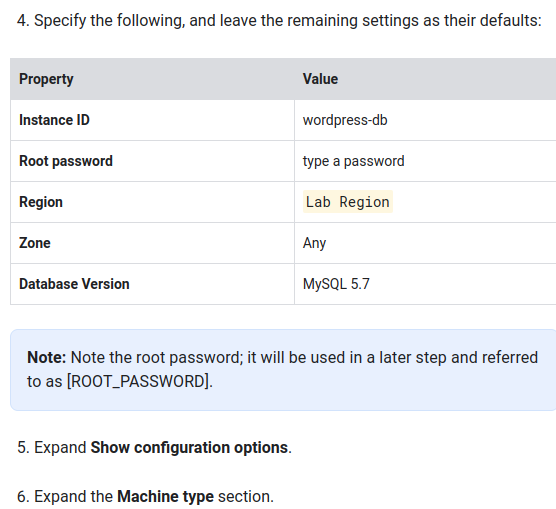 4. Specify the following, and leave the remaining settings as their defaults:
Property Value
Instance ID wordpress-db
Root password type a password
Region Lab Region
Zone Any
Database Version MySQL 5.7
Note: Note the root password; it will be used in a later step and referred
to as [ROOT_PASSWORD].
5. Expand Show configuration options.
6. Expand the Machine type section.